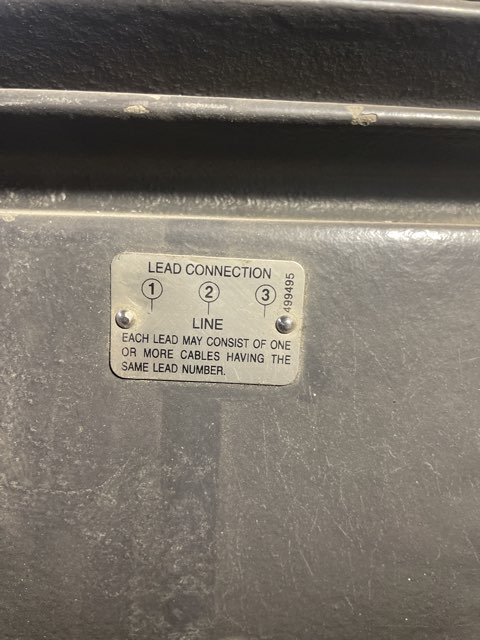 LEAD CONNECTION
1 2 3
499495
LINE
EACH LEAD MAY CONSIST OF ONE
OR MORE CABLES HAVING THE
SAME LEAD NUMBER.